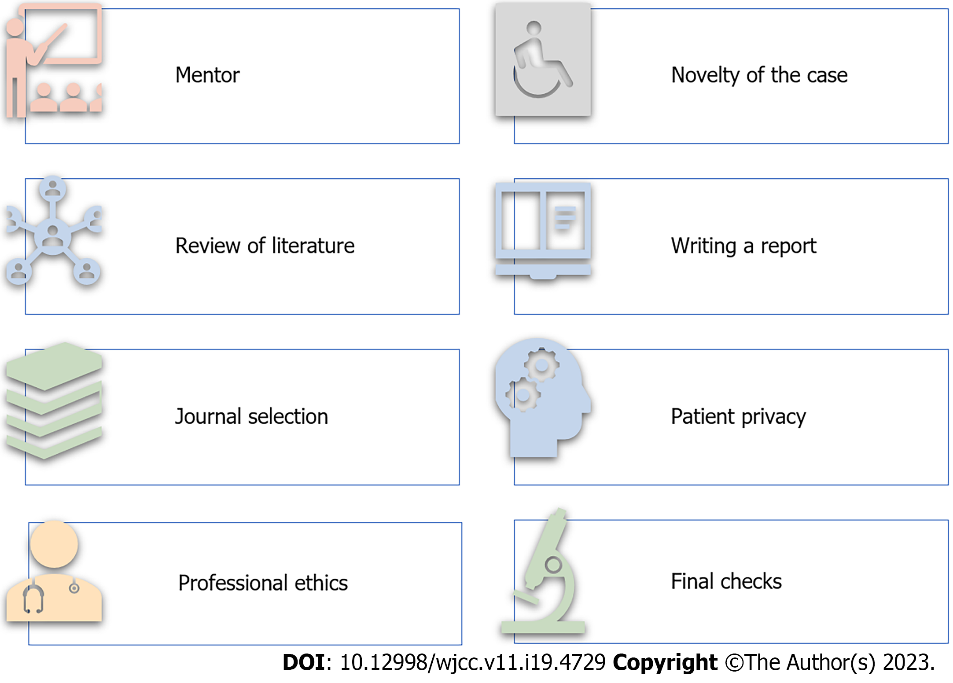 Mentor
Novelty of the case
Review of literature
Writing a report
Journal selection
Patient privacy
Professional ethics
Final checks
DOI: 10.12998/wjcc.v11.i19.4729 Copyright ©The Author(s) 2023.